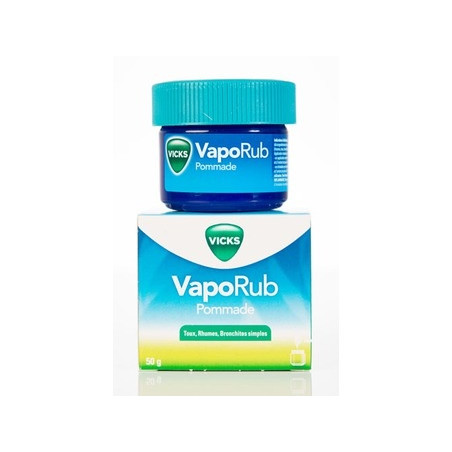 VICKS
VapoRub
Pommade
VICKS
VapoRub
Pommade
Toux, Rhumes, Bronchites simples
50 g